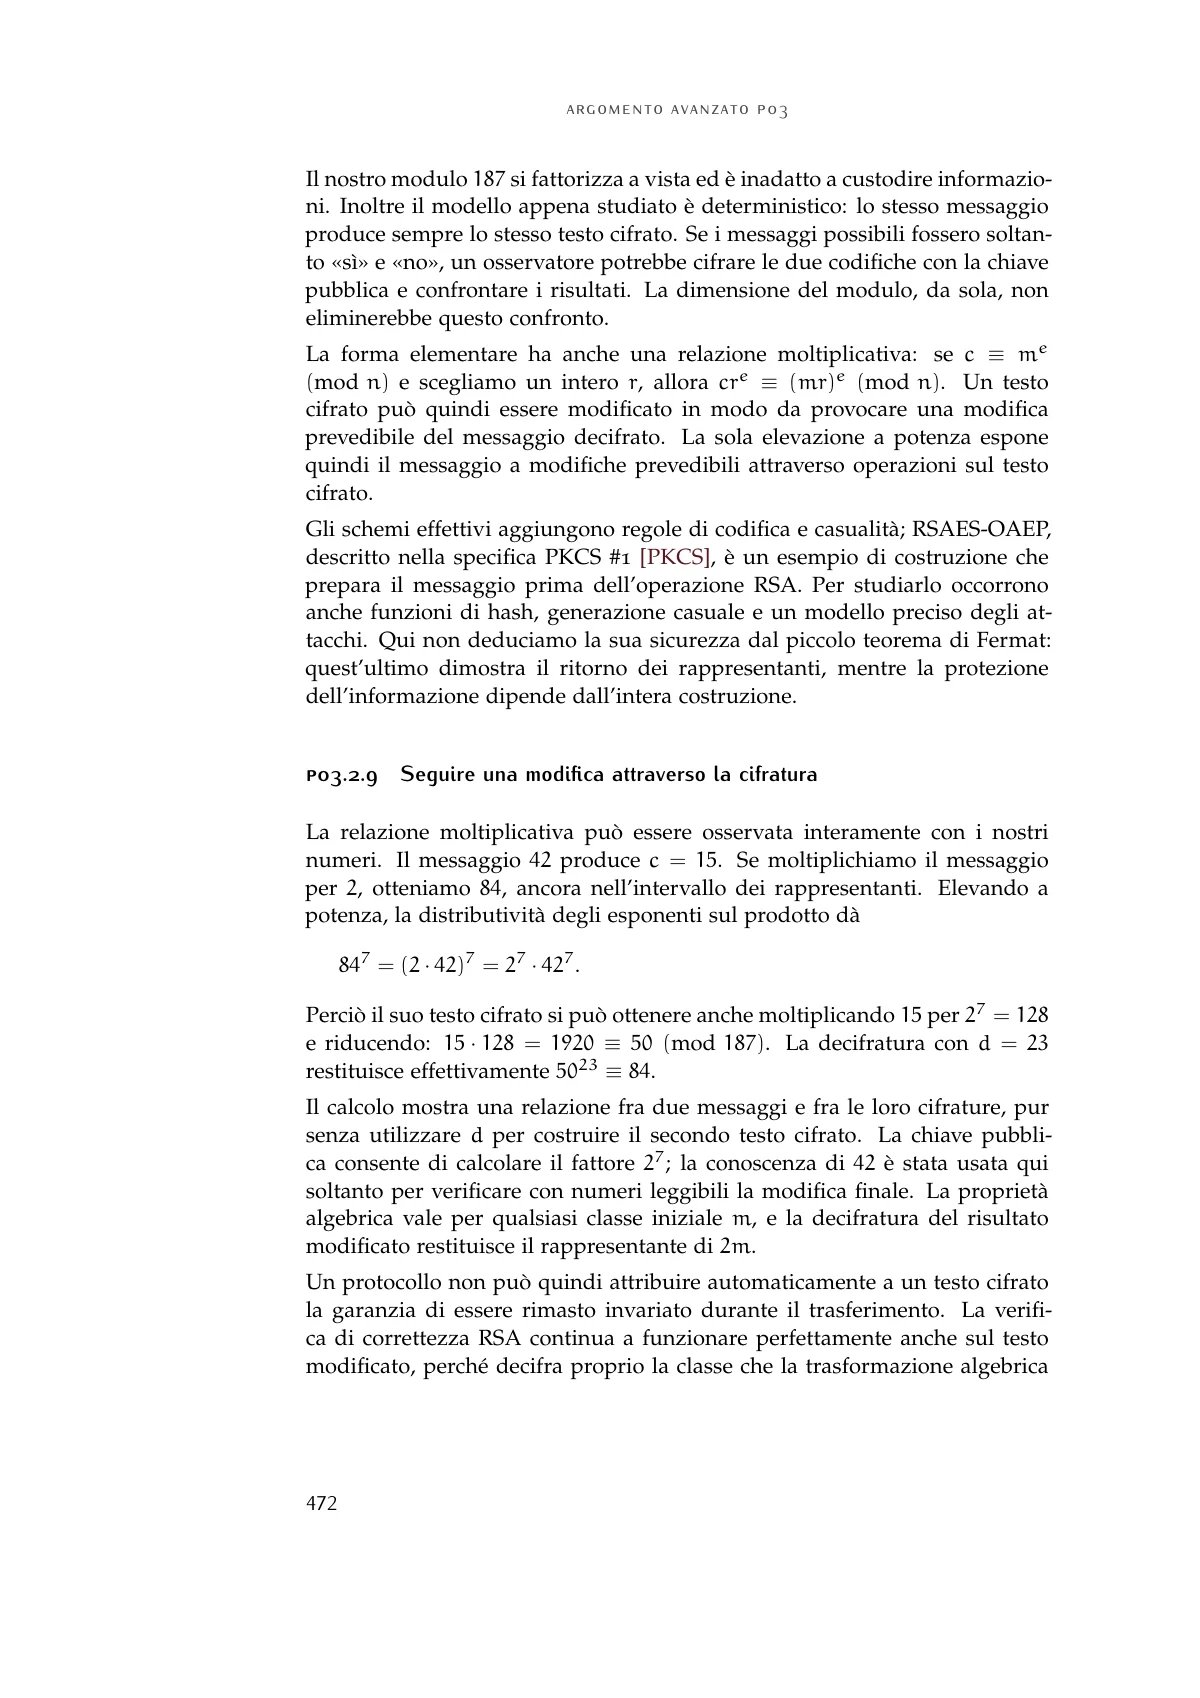 ARGOMENTO AVANZATO P03
Il nostro modulo 187 si fattorizza a vista ed è inadatto a custodire informazio-
ni. Inoltre il modello appena studiato è deterministico: lo stesso messaggio
produce sempre lo stesso testo cifrato. Se i messaggi possibili fossero soltan-
to «sì» e «no», un osservatore potrebbe cifrare le due codifiche con la chiave
pubblica e confrontare i risultati. La dimensione del modulo, da sola, non
eliminerebbe questo confronto.
La forma elementare ha anche una relazione moltiplicativa: se c ≡ mᵉ
(mod n) e scegliamo un intero r, allora crᵉ ≡ (mr)ᵉ (mod n). Un testo
cifrato può quindi essere modificato in modo da provocare una modifica
prevedibile del messaggio decifrato. La sola elevazione a potenza espone
quindi il messaggio a modifiche prevedibili attraverso operazioni sul testo
cifrato.
Gli schemi effettivi aggiungono regole di codifica e casualità; RSAES-OAEP,
descritto nella specifica PKCS #1 [PKCS], è un esempio di costruzione che
prepara il messaggio prima dell'operazione RSA. Per studiarlo occorrono
anche funzioni di hash, generazione casuale e un modello preciso degli at-
tacchi. Qui non deduciamo la sua sicurezza dal piccolo teorema di Fermat:
quest'ultimo dimostra il ritorno dei rappresentanti, mentre la protezione
dell'informazione dipende dall'intera costruzione.
P03.2.9 Seguire una modifica attraverso la cifratura
La relazione moltiplicativa può essere osservata interamente con i nostri
numeri. Il messaggio 42 produce c = 15. Se moltiplichiamo il messaggio
per 2, otteniamo 84, ancora nell'intervallo dei rappresentanti. Elevando a
potenza, la distributività degli esponenti sul prodotto dà
84⁷ = (2 · 42)⁷ = 2⁷ · 42⁷.
Perciò il suo testo cifrato si può ottenere anche moltiplicando 15 per 2⁷ = 128
e riducendo: 15 · 128 = 1920 ≡ 50 (mod 187). La decifratura con d = 23
restituisce effettivamente 50²³ ≡ 84.
Il calcolo mostra una relazione fra due messaggi e fra le loro cifrature, pur
senza utilizzare d per costruire il secondo testo cifrato. La chiave pubbli-
ca consente di calcolare il fattore 2⁷; la conoscenza di 42 è stata usata qui
soltanto per verificare con numeri leggibili la modifica finale. La proprietà
algebrica vale per qualsiasi classe iniziale m, e la decifratura del risultato
modificato restituisce il rappresentante di 2m.
Un protocollo non può quindi attribuire automaticamente a un testo cifrato
la garanzia di essere rimasto invariato durante il trasferimento. La verifi-
ca di correttezza RSA continua a funzionare perfettamente anche sul testo
modificato, perché decifra proprio la classe che la trasformazione algebrica
472